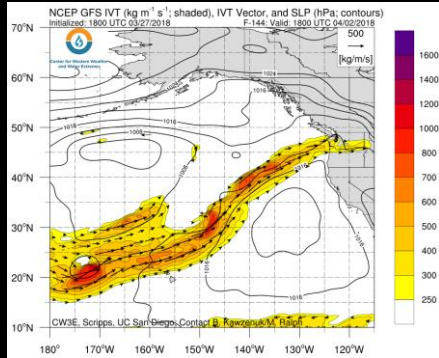 NCEP GFS IVT (kg m⁻¹ s⁻¹; shaded), IVT Vector, and SLP (hPa; contours)
Initialized: 1800 UTC 03/27/2018 F-144: Valid: 1800 UTC 04/02/2018
Center for Western Weather
and Water Extremes
500
[kg/m/s]
70°N
60°N
50°N
40°N
30°N
20°N
10°N
180°W 170°W 160°W 150°W 140°W 130°W 120°W
1024
1016
1016
1016
1008
1016
1016
1016
1600
1400
1200
1000
800
700
600
500
400
300
250
CW3E, Scripps, UC San Diego, Contact B. Kawzenuk/M. Ralph